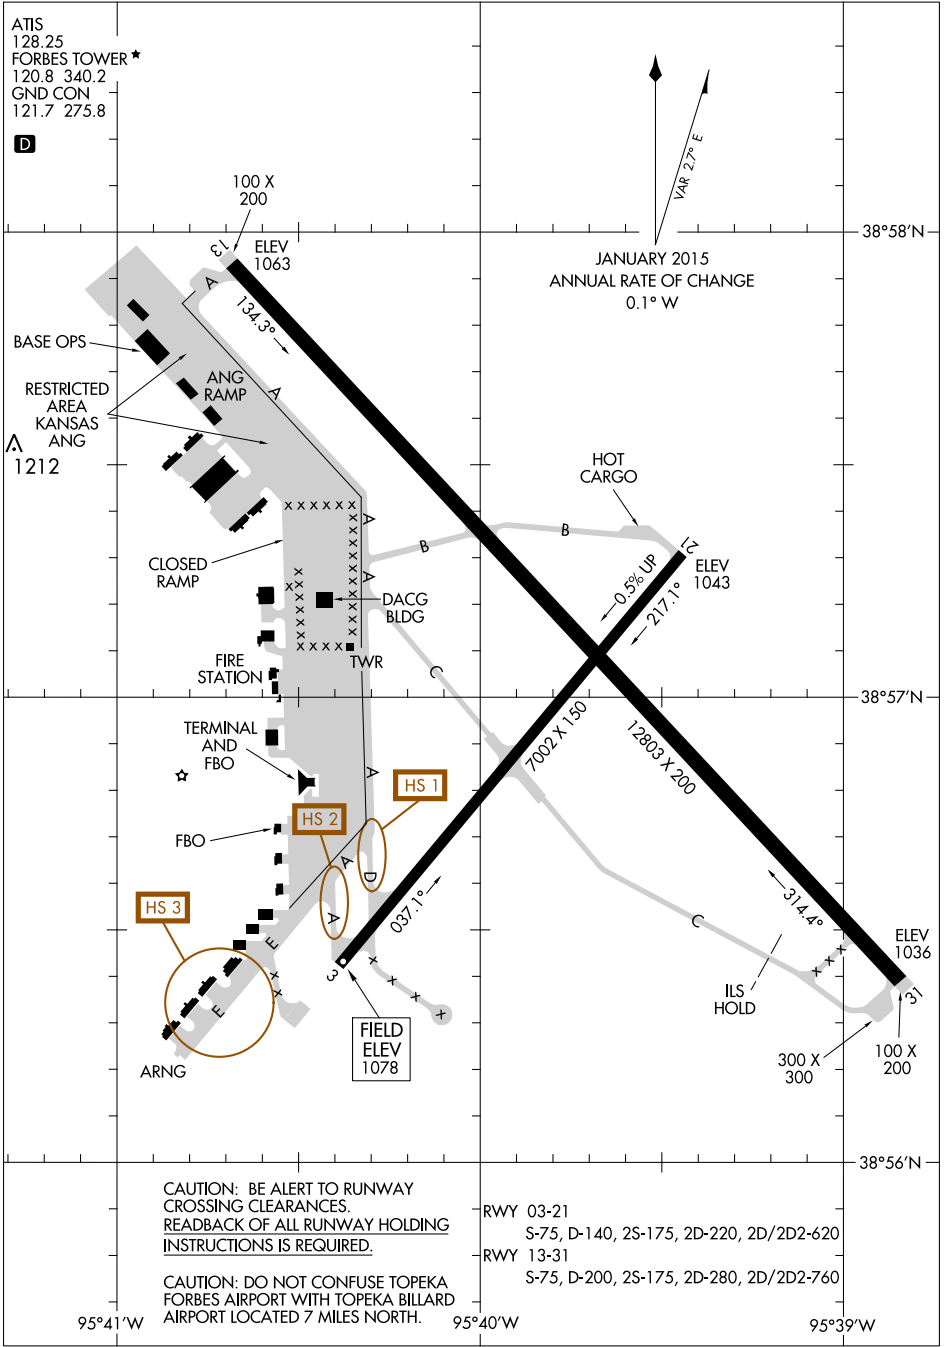 ATIS
128.25
FORBES TOWER ★
120.8 340.2
GND CON
121.7 275.8
D
VAR 2.7° E
JANUARY 2015
ANNUAL RATE OF CHANGE
0.1° W
38°58'N
100 X
200
13
ELEV
1063
A
134.3°
BASE OPS
ANG
RAMP
A
RESTRICTED
AREA
KANSAS
ANG
1212
HOT
CARGO
X X X X X X
A
B
B
21
X X X X X X X X X X
CLOSED
RAMP
A
ELEV
1043
0.5% UP
217.1°
X X X X X X X
DACG
BLDG
X X X X
TWR
FIRE
STATION
C
38°57'N
TERMINAL
AND
FBO
7002 X 150
12803 X 200
A
HS 1
HS 2
FBO
A
D
HS 3
A
037.1°
314.4°
C
E
ELEV
1036
X X X
3
X X X X
X X
E
31
ILS
HOLD
FIELD
ELEV
1078
300 X
300
100 X
200
ARNG
38°56'N
CAUTION: BE ALERT TO RUNWAY
CROSSING CLEARANCES.
READBACK OF ALL RUNWAY HOLDING
INSTRUCTIONS IS REQUIRED.
CAUTION: DO NOT CONFUSE TOPEKA
FORBES AIRPORT WITH TOPEKA BILLARD
AIRPORT LOCATED 7 MILES NORTH.
RWY 03-21
S-75, D-140, 2S-175, 2D-220, 2D/2D2-620
RWY 13-31
S-75, D-200, 2S-175, 2D-280, 2D/2D2-760
95°41'W
95°40'W
95°39'W